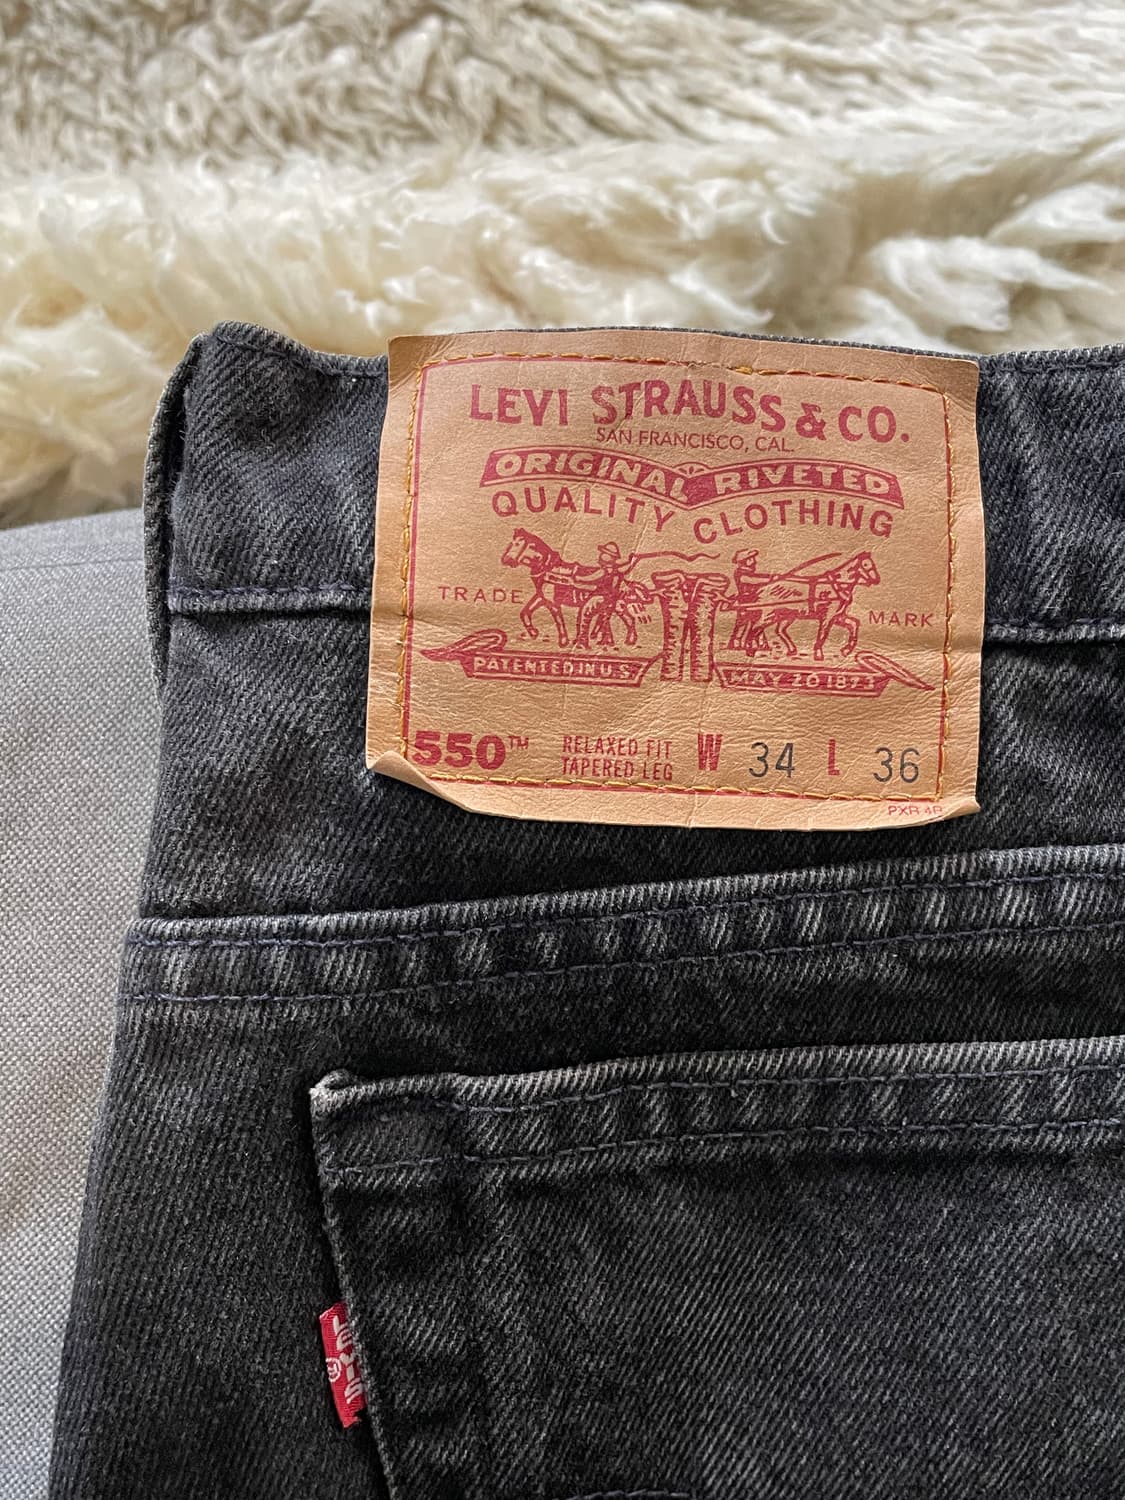 LEVI STRAUSS & CO.
SAN FRANCISCO, CAL.
ORIGINAL RIVETED
QUALITY CLOTHING
TRADE MARK
PATENTED IN U.S. MAY 20 1873
550™ RELAXED FIT W 34 L 36
TAPERED LEG
PXR 4R
LEVI'S
®